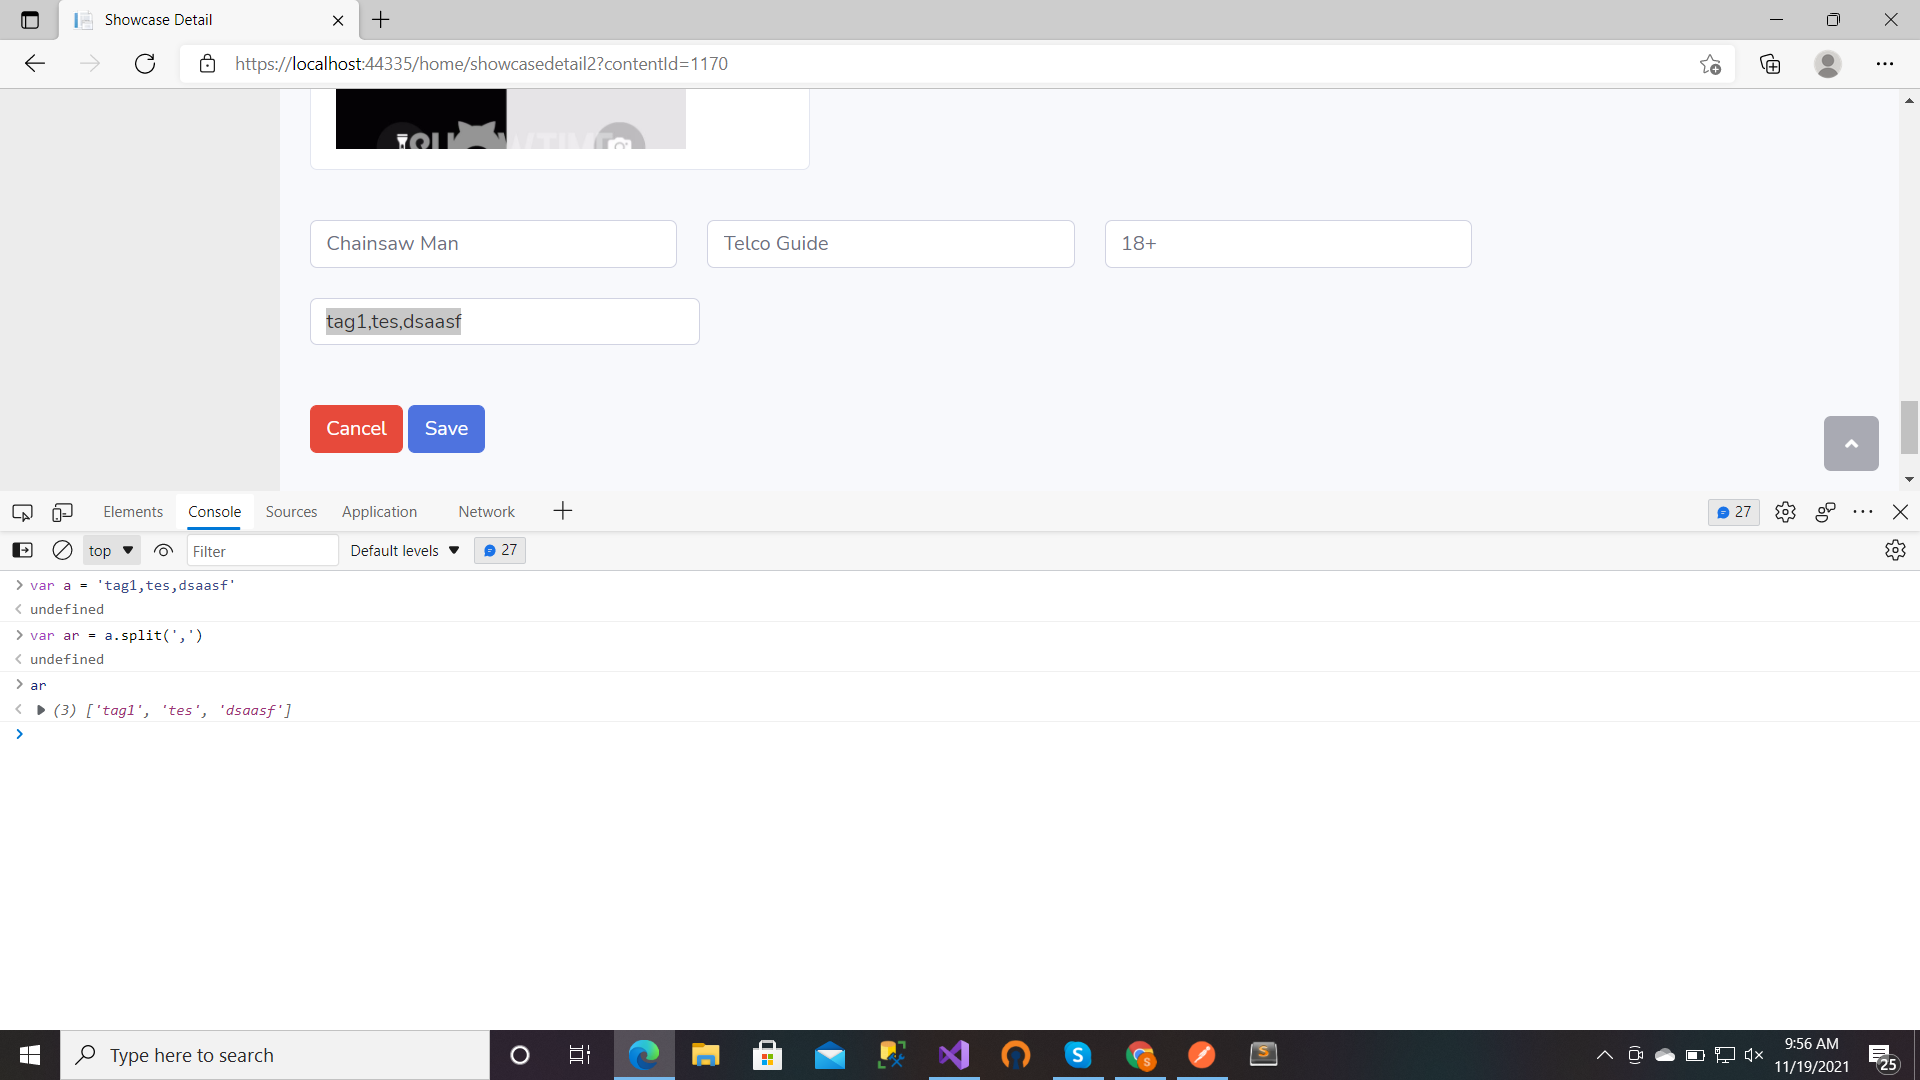 Showcase Detail
https://localhost:44335/home/showcasedetail2?contentId=1170
Chainsaw Man
Telco Guide
18+
tag1,tes,dsaasf
Cancel
Save
Elements
Console
Sources
Application
Network
27
top
Filter
Default levels
27
var a = 'tag1,tes,dsaasf'
undefined
var ar = a.split(',')
undefined
ar
(3) ['tag1', 'tes', 'dsaasf']
Type here to search
9:56 AM
11/19/2021
25